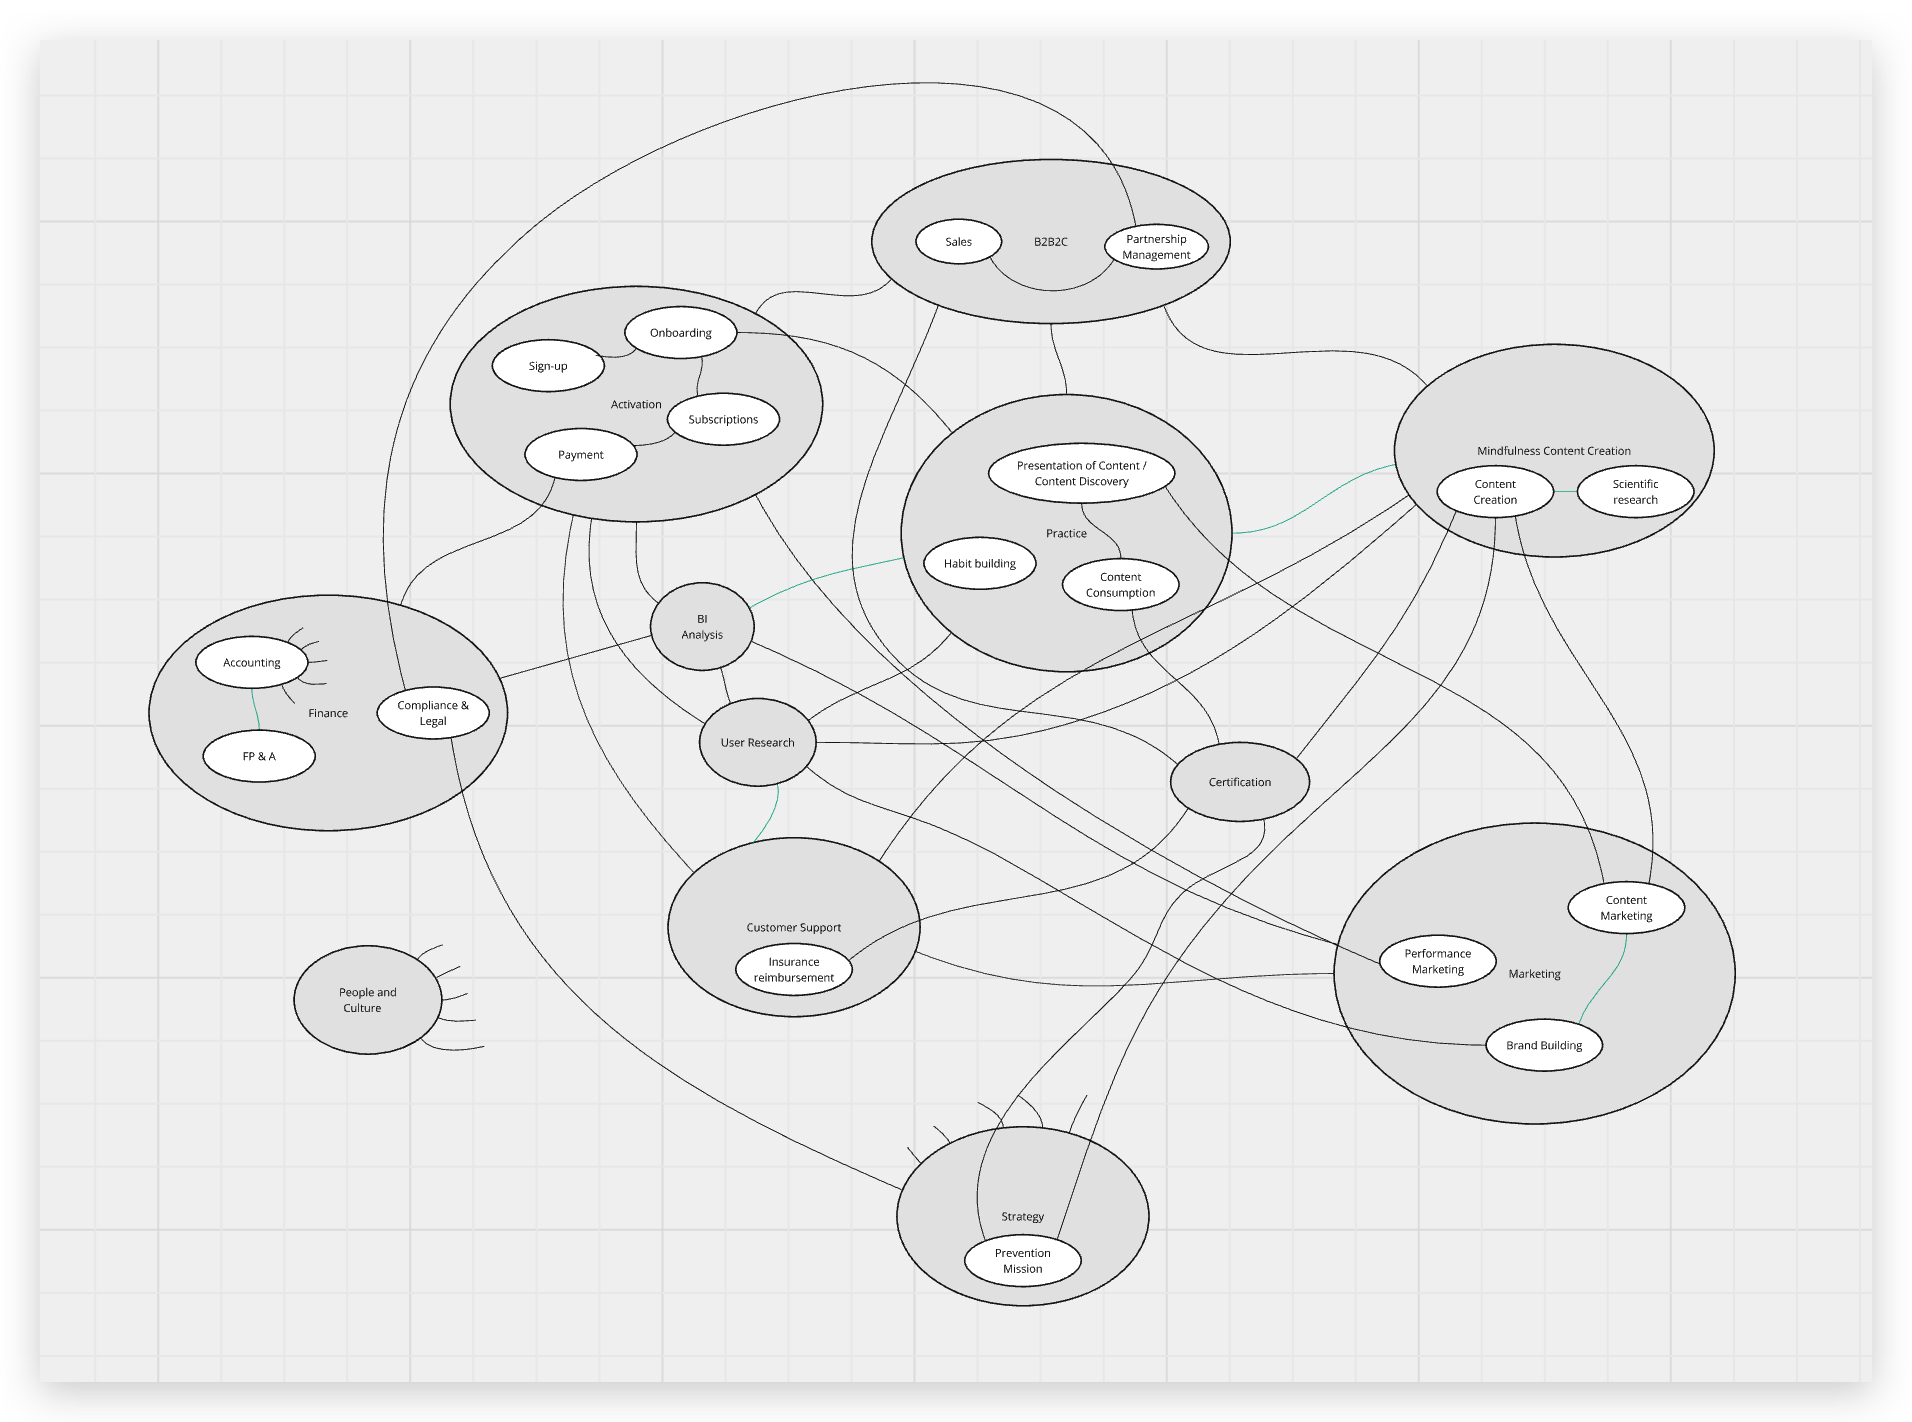 Sales
B2B2C
Partnership
Management
Onboarding
Sign-up
Activation
Subscriptions
Payment
Mindfulness Content Creation
Content
Creation
Scientific
research
Presentation of Content /
Content Discovery
Practice
Habit building
Content
Consumption
BI
Analysis
Accounting
Compliance &
Legal
Finance
FP & A
User Research
Certification
Customer Support
Insurance
reimbursement
Content
Marketing
Performance
Marketing
Marketing
Brand Building
People and
Culture
Strategy
Prevention
Mission